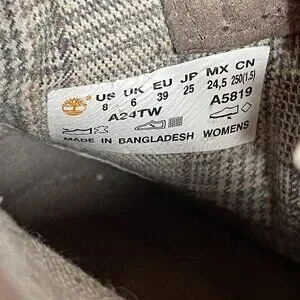 US UK EU JP MX CN
8 6 39 25 24,5 250(1.5)
A24TW A5819
MADE IN BANGLADESH WOMENS